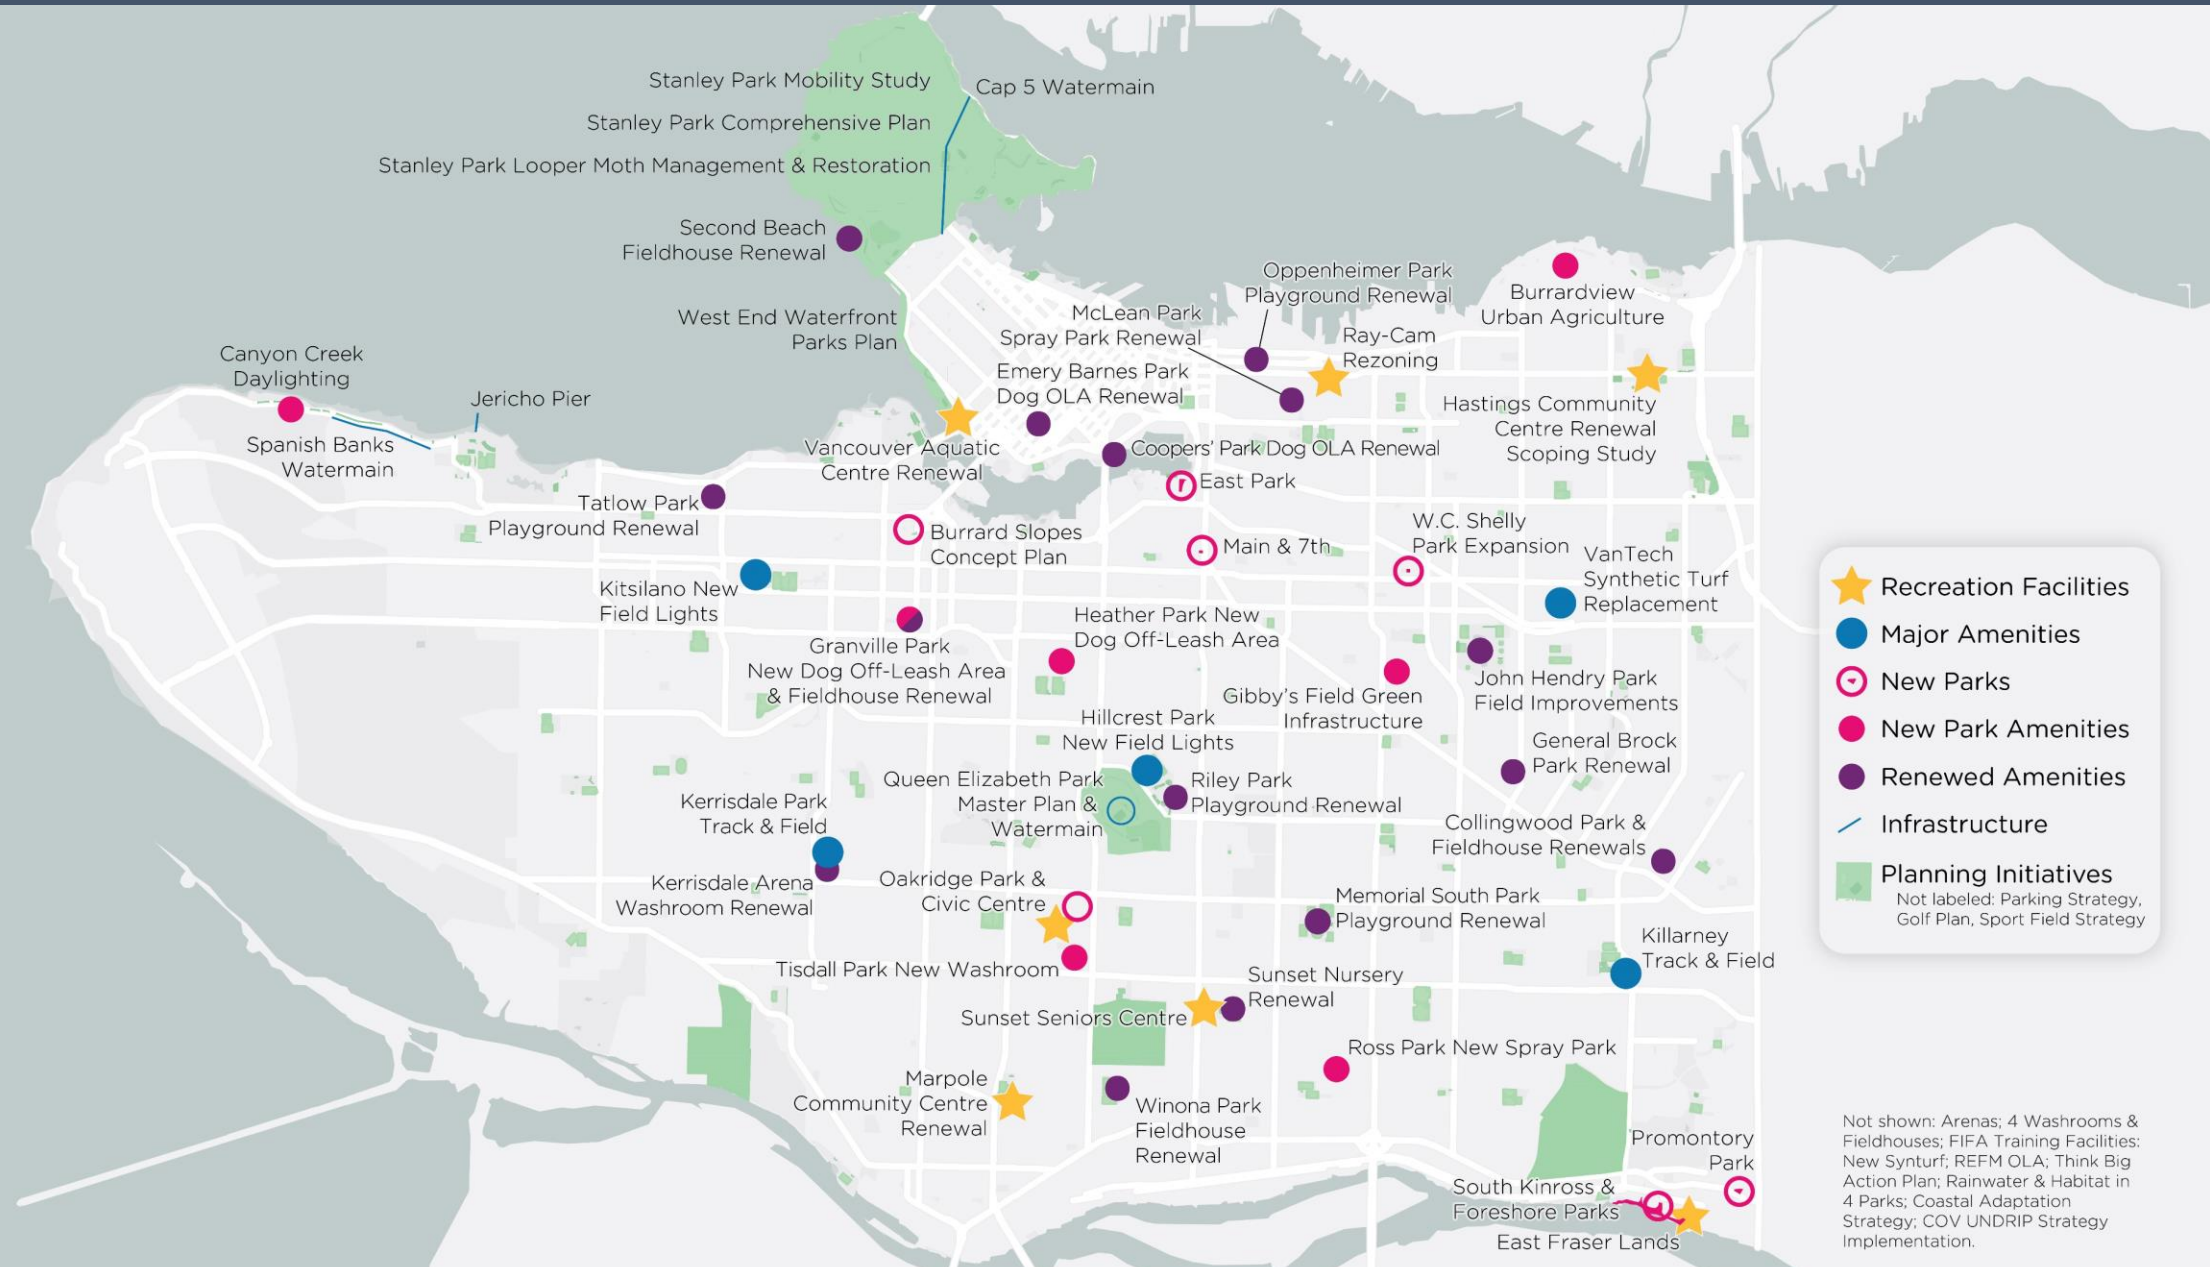 Stanley Park Mobility Study
Cap 5 Watermain
Stanley Park Comprehensive Plan
Stanley Park Looper Moth Management & Restoration
Second Beach
Fieldhouse Renewal
West End Waterfront
Parks Plan
Oppenheimer Park
Playground Renewal
McLean Park
Spray Park Renewal
Ray-Cam
Rezoning
Burrardview
Urban Agriculture
Canyon Creek
Daylighting
Jericho Pier
Spanish Banks
Watermain
Emery Barnes Park
Dog OLA Renewal
Vancouver Aquatic
Centre Renewal
Coopers' Park Dog OLA Renewal
Hastings Community
Centre Renewal
Scoping Study
East Park
Tatlow Park
Playground Renewal
Burrard Slopes
Concept Plan
Main & 7th
W.C. Shelly
Park Expansion
VanTech
Synthetic Turf
Replacement
Kitsilano New
Field Lights
Granville Park
New Dog Off-Leash Area
& Fieldhouse Renewal
Heather Park New
Dog Off-Leash Area
Gibby's Field Green
Infrastructure
John Hendry Park
Field Improvements
Hillcrest Park
New Field Lights
General Brock
Park Renewal
Queen Elizabeth Park
Master Plan &
Watermain
Riley Park
Playground Renewal
Kerrisdale Park
Track & Field
Collingwood Park &
Fieldhouse Renewals
Kerrisdale Arena
Washroom Renewal
Oakridge Park &
Civic Centre
Memorial South Park
Playground Renewal
Killarney
Track & Field
Tisdall Park New Washroom
Sunset Nursery
Renewal
Sunset Seniors Centre
Ross Park New Spray Park
Marpole
Community Centre
Renewal
Winona Park
Fieldhouse
Renewal
Promontory
Park
South Kinross &
Foreshore Parks
East Fraser Lands
Recreation Facilities
Major Amenities
New Parks
New Park Amenities
Renewed Amenities
Infrastructure
Planning Initiatives
Not labeled: Parking Strategy,
Golf Plan, Sport Field Strategy
Not shown: Arenas; 4 Washrooms &
Fieldhouses; FIFA Training Facilities:
New Synturf; REFM OLA; Think Big
Action Plan; Rainwater & Habitat in
4 Parks; Coastal Adaptation
Strategy; COV UNDRIP Strategy
Implementation.